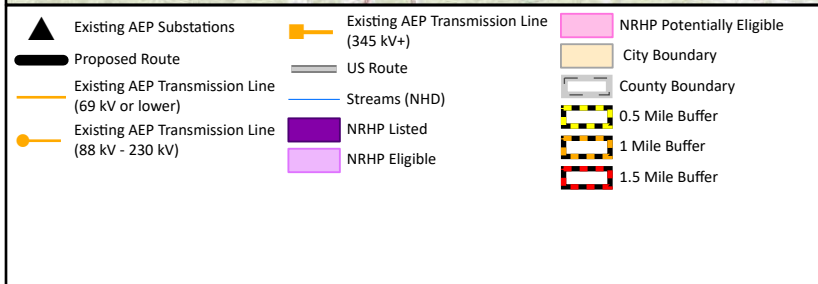 Existing AEP Substations
Proposed Route
Existing AEP Transmission Line
(69 kV or lower)
Existing AEP Transmission Line
(88 kV - 230 kV)
Existing AEP Transmission Line
(345 kV+)
US Route
Streams (NHD)
NRHP Listed
NRHP Eligible
NRHP Potentially Eligible
City Boundary
County Boundary
0.5 Mile Buffer
1 Mile Buffer
1.5 Mile Buffer